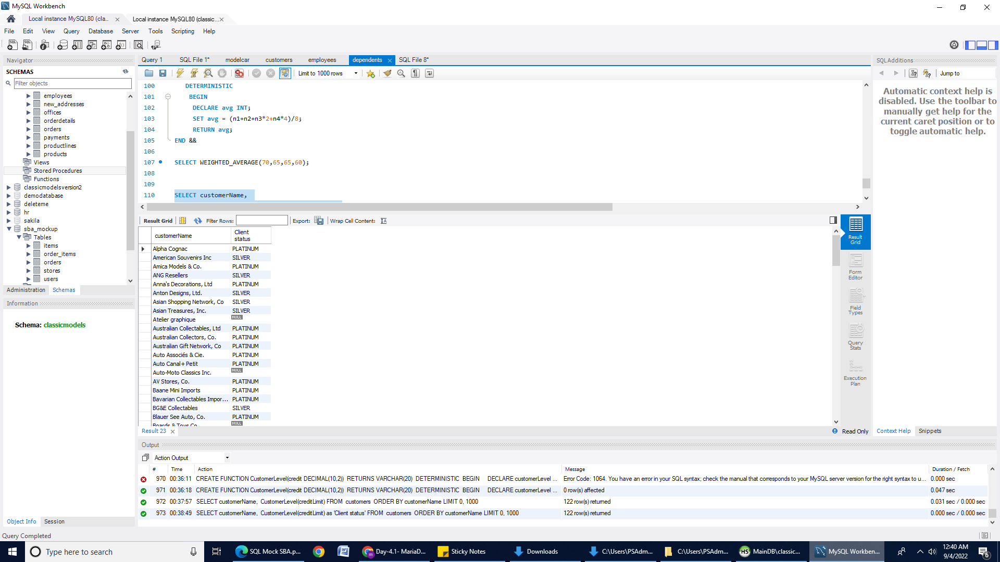 MySQL Workbench
Local instance MySQL80 (cla...
Local instance MySQL80 (classic...
File Edit View Query Database Server Tools Scripting Help
Navigator
SCHEMAS
Filter objects
employees
new_addresses
offices
orderdetails
orders
payments
productlines
products
Views
Stored Procedures
Functions
classicmodelsversion2
demodatabase
deleteme
hr
sakila
sba_mockup
Tables
items
order_items
orders
stores
users
Administration Schemas
Information
Schema: classicmodels
Object Info Session
Query Completed
Query 1 SQL File 1* modelcar customers employees dependents SQL File 8*
Limit to 1000 rows
100 DETERMINISTIC
101 BEGIN
102 DECLARE avg INT;
103 SET avg = (n1+n2+n3*2+n4*4)/8;
104 RETURN avg;
105 END &&
106
107 SELECT WEIGHTED_AVERAGE(70,65,65,60);
108
109
110 SELECT customerName,
Result Grid Filter Rows: Export: Wrap Cell Content:
customerName Client status
Alpha Cognac PLATINUM
American Souvenirs Inc SILVER
Amica Models & Co. PLATINUM
ANG Resellers SILVER
Anna's Decorations, Ltd PLATINUM
Anton Designs, Ltd. SILVER
Asian Shopping Network, Co SILVER
Asian Treasures, Inc. SILVER
Atelier graphique NULL
Australian Collectables, Ltd PLATINUM
Australian Collectors, Co. PLATINUM
Australian Gift Network, Co PLATINUM
Auto Associés & Cie. PLATINUM
Auto Canal+ Petit PLATINUM
Auto-Moto Classics Inc. NULL
AV Stores, Co. PLATINUM
Baane Mini Imports PLATINUM
Bavarian Collectables Impor... PLATINUM
BG&E Collectables SILVER
Blauer See Auto, Co. PLATINUM
Boards & Toys Co. NULL
Result 23
Read Only
Result Grid
Form Editor
Field Types
Query Stats
Execution Plan
SQLAdditions
Jump to
Automatic context help is
disabled. Use the toolbar to
manually get help for the
current caret position or to
toggle automatic help.
Context Help Snippets
Output
Action Output
# Time Action Message Duration / Fetch
970 00:36:11 CREATE FUNCTION CustomerLevel(credit DECIMAL(10,2)) RETURNS VARCHAR(20) DETERMINISTIC BEGIN DECLARE customerLevel ... Error Code: 1064. You have an error in your SQL syntax; check the manual that corresponds to your MySQL server version for the right syntax to u... 0.000 sec
971 00:36:18 CREATE FUNCTION CustomerLevel(credit DECIMAL(10,2)) RETURNS VARCHAR(20) DETERMINISTIC BEGIN DECLARE customerLevel ... 0 row(s) affected 0.047 sec
972 00:37:57 SELECT customerName, CustomerLevel(creditLimit) FROM customers ORDER BY customerName LIMIT 0, 1000 122 row(s) returned 0.031 sec / 0.000 sec
973 00:38:49 SELECT customerName, CustomerLevel(creditLimit) as 'Client status' FROM customers ORDER BY customerName LIMIT 0, 1000 122 row(s) returned 0.000 sec / 0.000 sec
Type here to search
SQL Mock SBA.p...
Day-4.1- MariaD...
Sticky Notes
Downloads
C:\Users\PSAdm...
C:\Users\PSAdm...
MainDB\classic...
MySQL Workben...
12:40 AM
9/4/2022
6